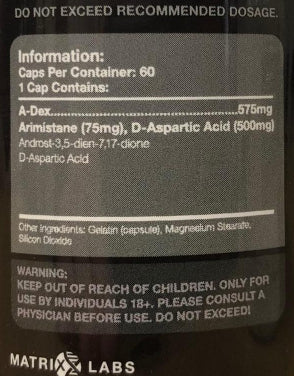 DO NOT EXCEED RECOMMENDED DOSAGE.
Information:
Caps Per Container: 60
1 Cap Contains:
A-Dex..........................................575mg
Arimistane (75mg), D-Aspartic Acid (500mg)
Androst-3,5-dien-7,17-dione
D-Aspartic Acid
Other Ingredients: Gelatin (capsule), Magnesium Stearate,
Silicon Dioxide
WARNING:
KEEP OUT OF REACH OF CHILDREN. ONLY FOR
USE BY INDIVIDUALS 18+. PLEASE CONSULT A
PHYSICIAN BEFORE USE. DO NOT EXCEED!
MATRIX LABS